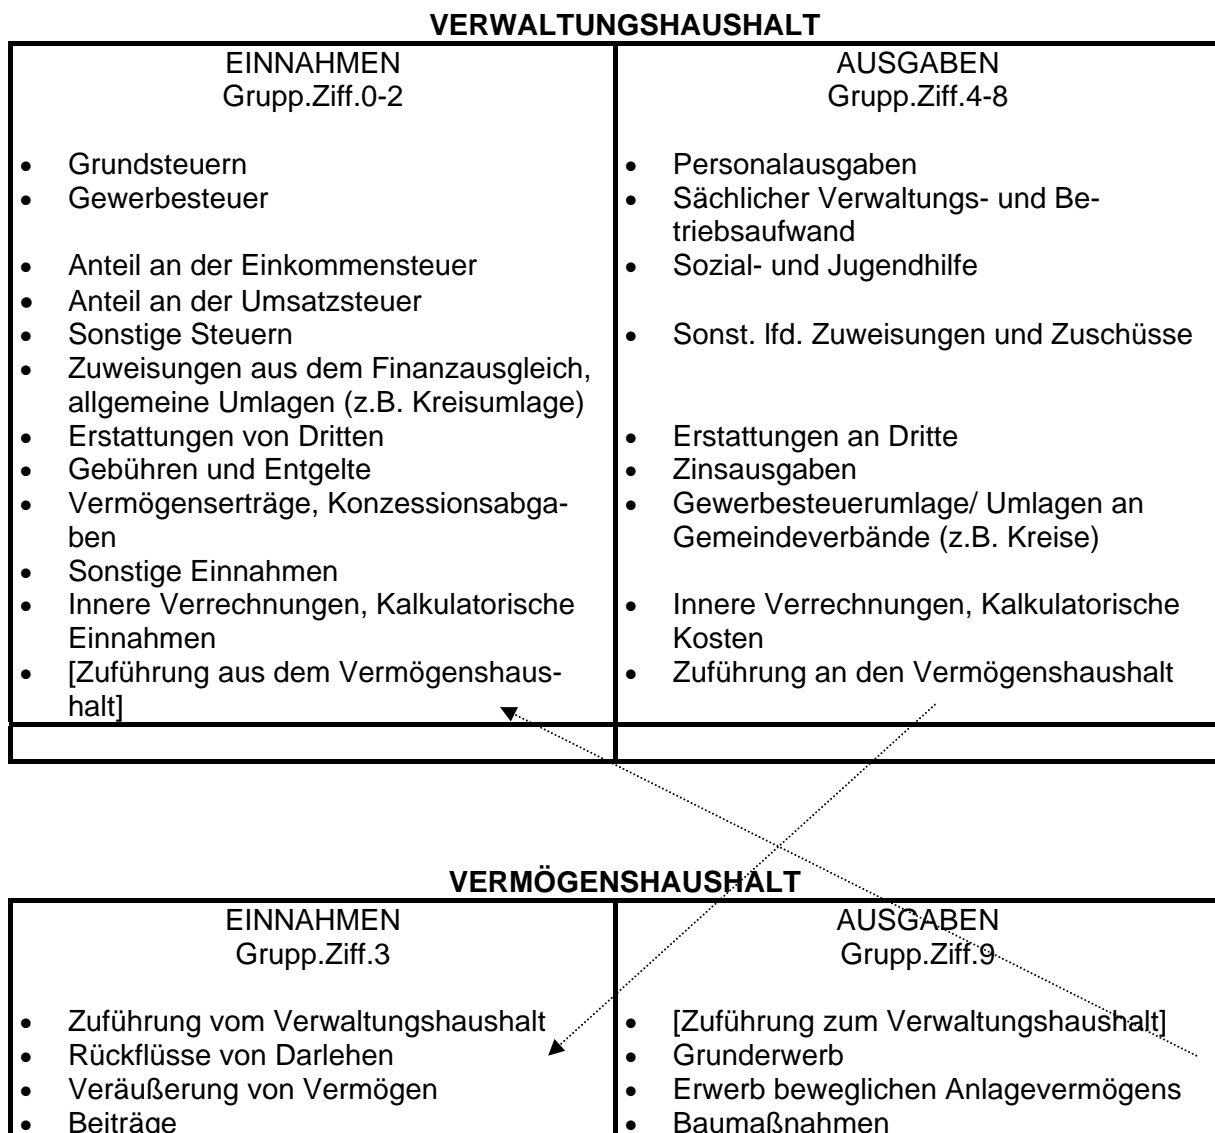 VERWALTUNGSHAUSHALT
EINNAHMEN
Grupp.Ziff.0-2
• Grundsteuern
• Gewerbesteuer
• Anteil an der Einkommensteuer
• Anteil an der Umsatzsteuer
• Sonstige Steuern
• Zuweisungen aus dem Finanzausgleich,
allgemeine Umlagen (z.B. Kreisumlage)
• Erstattungen von Dritten
• Gebühren und Entgelte
• Vermögenserträge, Konzessionsabga-
ben
• Sonstige Einnahmen
• Innere Verrechnungen, Kalkulatorische
Einnahmen
• [Zuführung aus dem Vermögenshaus-
halt]
AUSGABEN
Grupp.Ziff.4-8
• Personalausgaben
• Sächlicher Verwaltungs- und Be-
triebsaufwand
• Sozial- und Jugendhilfe
• Sonst. lfd. Zuweisungen und Zuschüsse
• Erstattungen an Dritte
• Zinsausgaben
• Gewerbesteuerumlage/ Umlagen an
Gemeindeverbände (z.B. Kreise)
• Innere Verrechnungen, Kalkulatorische
Kosten
• Zuführung an den Vermögenshaushalt
VERMÖGENSHAUSHALT
EINNAHMEN
Grupp.Ziff.3
• Zuführung vom Verwaltungshaushalt
• Rückflüsse von Darlehen
• Veräußerung von Vermögen
• Beiträge
AUSGABEN
Grupp.Ziff.9
• [Zuführung zum Verwaltungshaushalt]
• Grunderwerb
• Erwerb beweglichen Anlagevermögens
• Baumaßnahmen